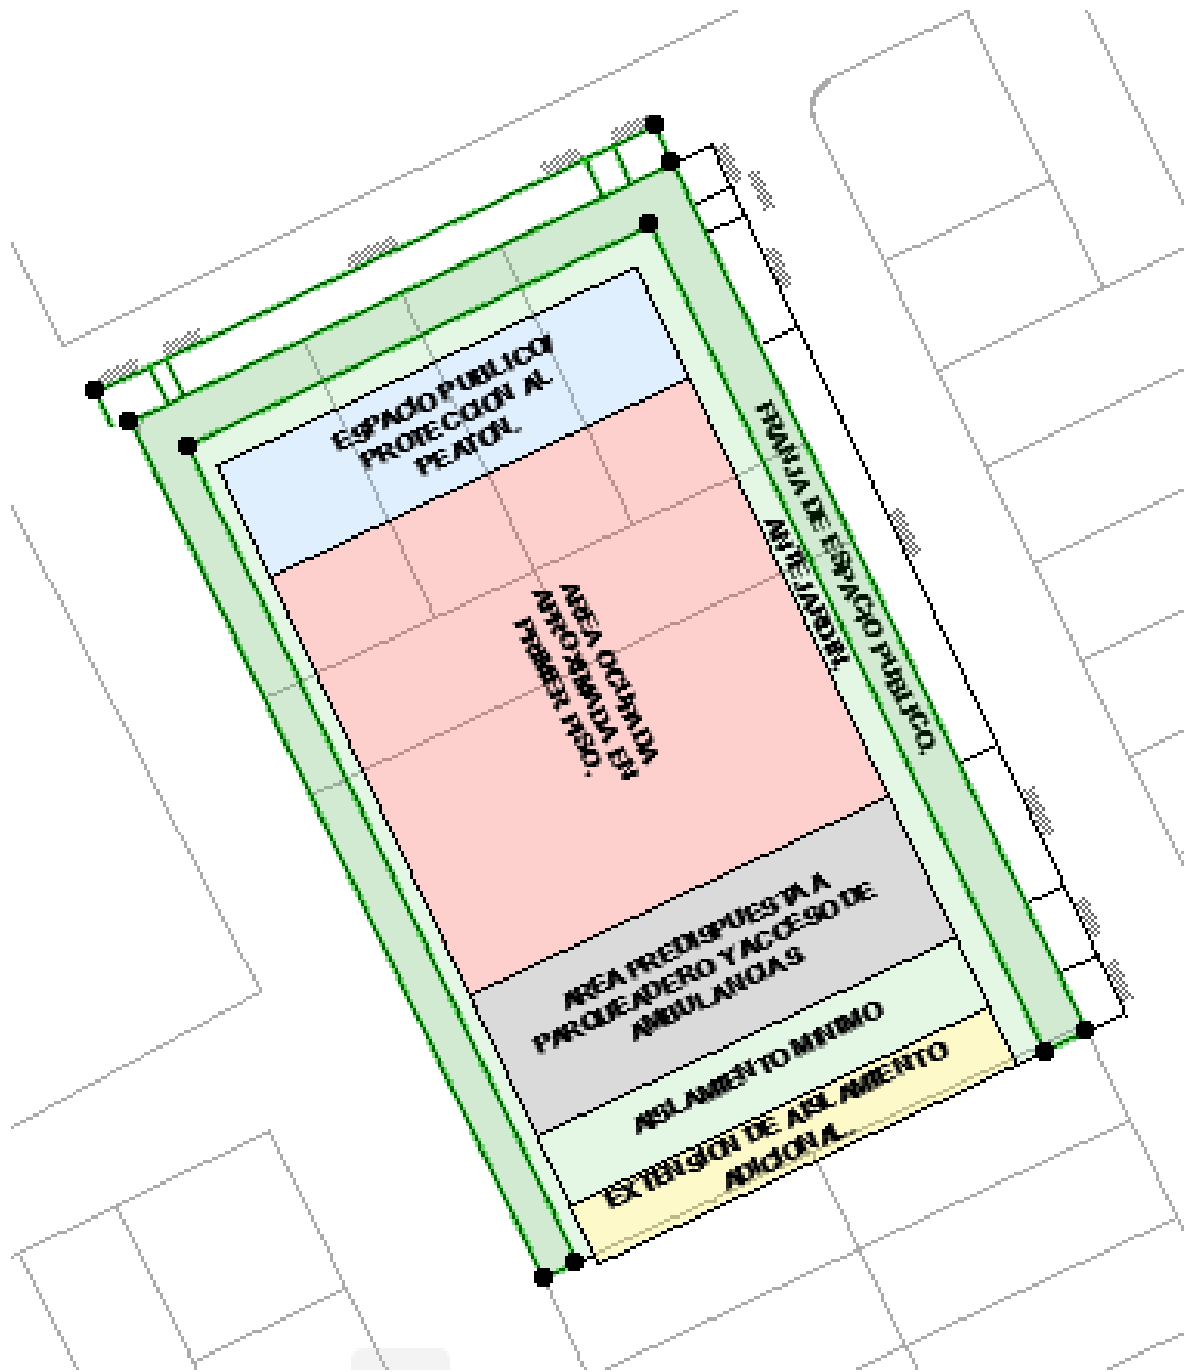 ESPACIO PUBLICO/
PROTECCION AL
PEATON.
FRANJA DE ESPACIO PUBLICO.
ANTEJARDIN.
AREA OCUPADA
APROXIMADA EN
PRIMER PISO.
AREA PREDISPUESTA A
PARQUEADERO Y ACCESO DE
AMBULANCIAS
AISLAMIENTO MINIMO
EXTENSION DE AISLAMIENTO
ADICIONAL.